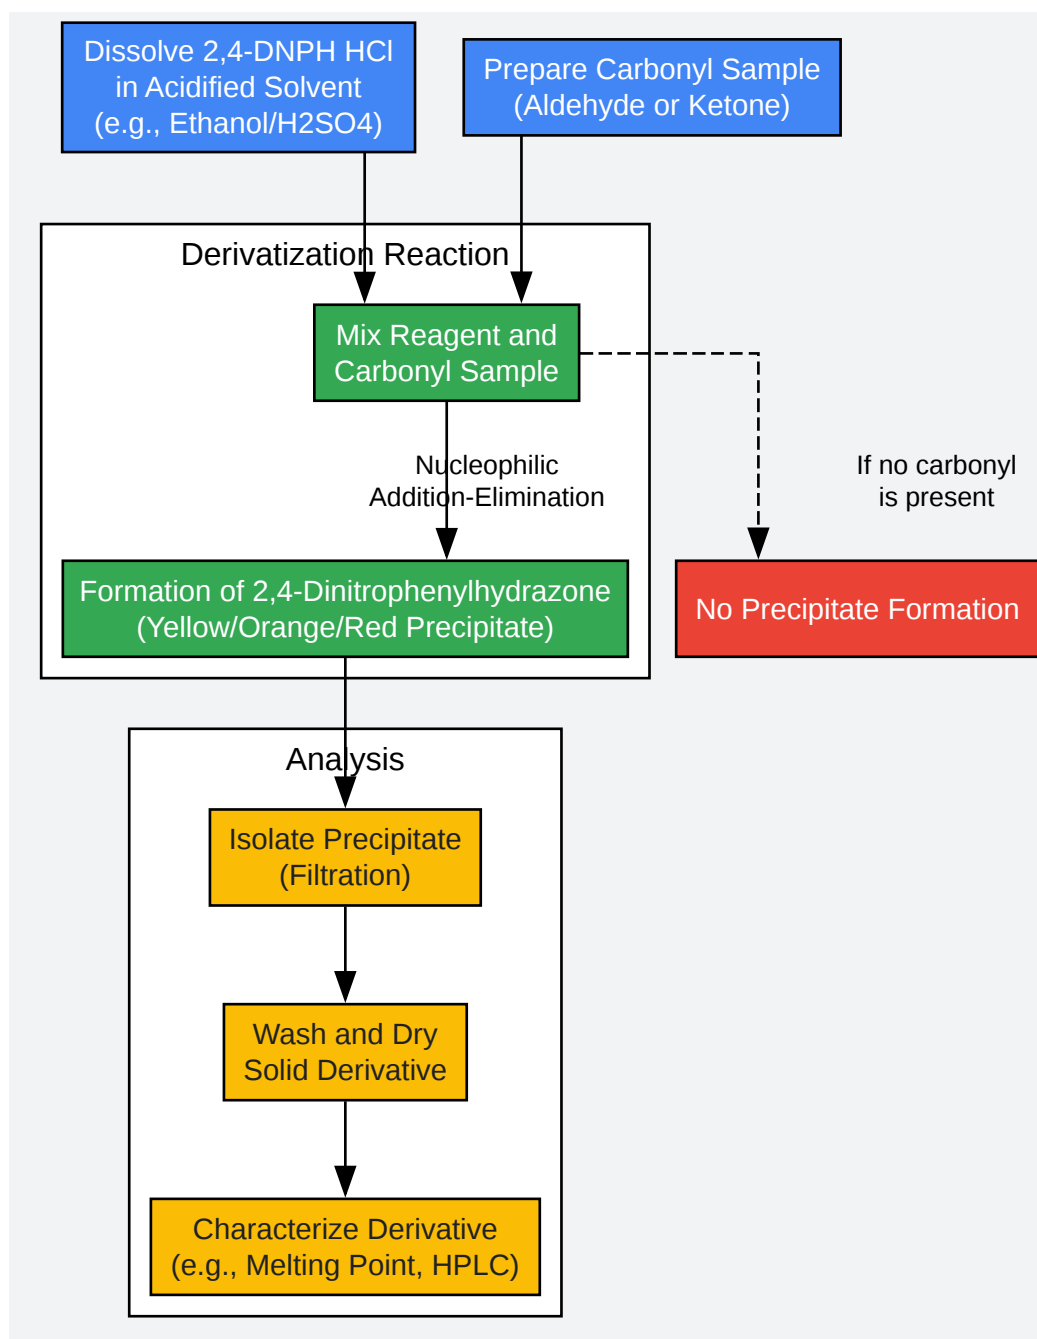 Dissolve 2,4-DNPH HCl
in Acidified Solvent
(e.g., Ethanol/H2SO4)
Prepare Carbonyl Sample
(Aldehyde or Ketone)
Derivatization Reaction
Mix Reagent and
Carbonyl Sample
Nucleophilic
Addition-Elimination
If no carbonyl
is present
Formation of 2,4-Dinitrophenylhydrazone
(Yellow/Orange/Red Precipitate)
No Precipitate Formation
Analysis
Isolate Precipitate
(Filtration)
Wash and Dry
Solid Derivative
Characterize Derivative
(e.g., Melting Point, HPLC)